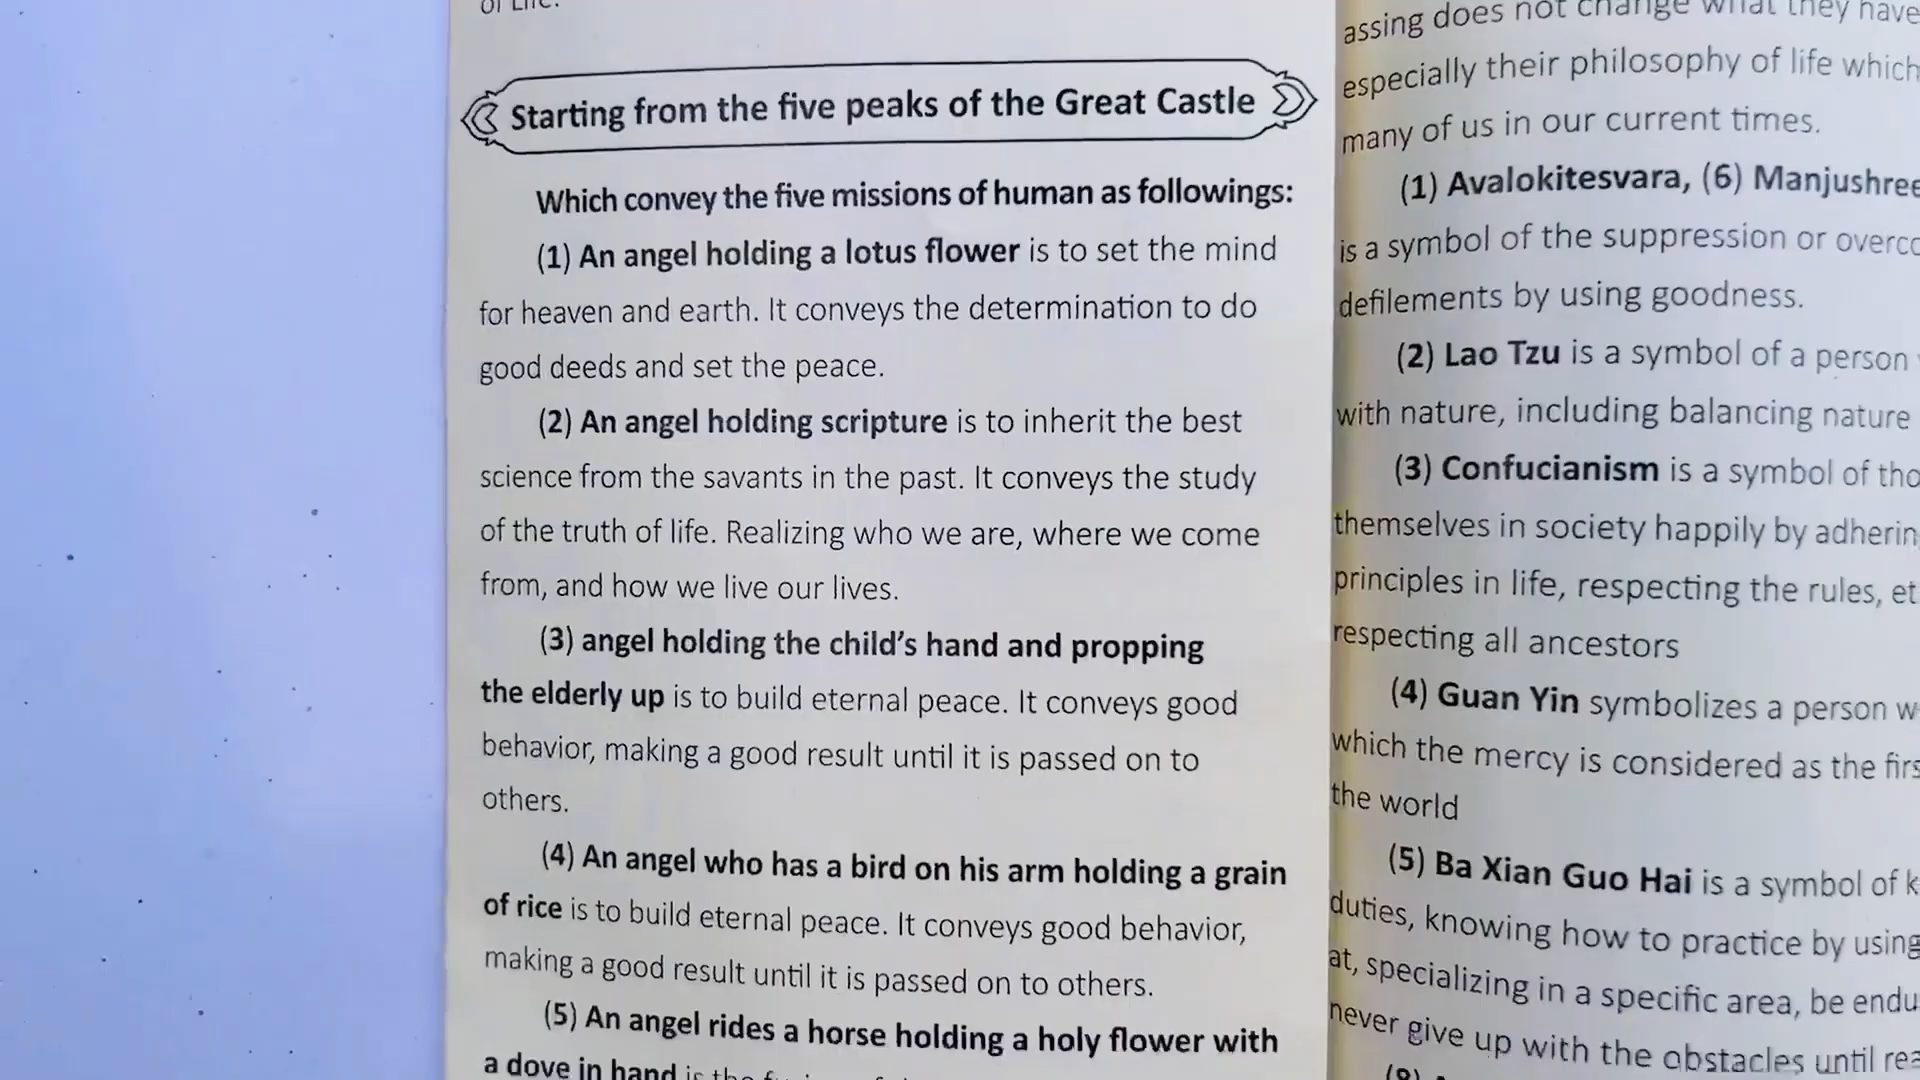 of Life.
Starting from the five peaks of the Great Castle
Which convey the five missions of human as followings:
(1) An angel holding a lotus flower is to set the mind
for heaven and earth. It conveys the determination to do
good deeds and set the peace.
(2) An angel holding scripture is to inherit the best
science from the savants in the past. It conveys the study
of the truth of life. Realizing who we are, where we come
from, and how we live our lives.
(3) angel holding the child's hand and propping
the elderly up is to build eternal peace. It conveys good
behavior, making a good result until it is passed on to
others.
(4) An angel who has a bird on his arm holding a grain
of rice is to build eternal peace. It conveys good behavior,
making a good result until it is passed on to others.
(5) An angel rides a horse holding a holy flower with
a dove in hand is the
assing does not change what they have
especially their philosophy of life which
many of us in our current times.
(1) Avalokitesvara, (6) Manjushree
is a symbol of the suppression or overco
defilements by using goodness.
(2) Lao Tzu is a symbol of a person
with nature, including balancing nature
(3) Confucianism is a symbol of tho
themselves in society happily by adherin
principles in life, respecting the rules, et
respecting all ancestors
(4) Guan Yin symbolizes a person w
which the mercy is considered as the firs
the world
(5) Ba Xian Guo Hai is a symbol of k
duties, knowing how to practice by using
at, specializing in a specific area, be endu
never give up with the obstacles until rea